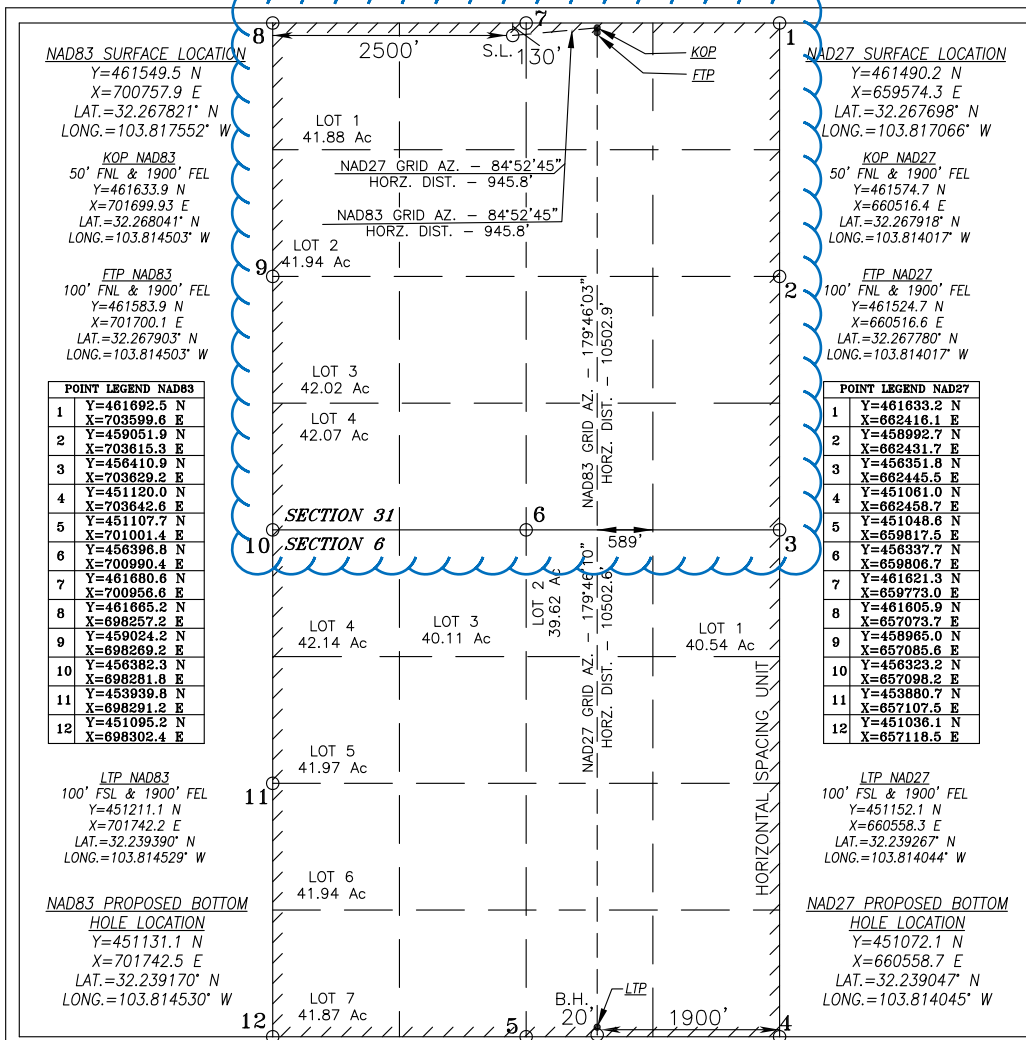 NAD83 SURFACE LOCATION
Y=461549.5 N
X=700757.9 E
LAT.=32.267821° N
LONG.=103.817552° W
KOP NAD83
50' FNL & 1900' FEL
Y=461633.9 N
X=701699.93 E
LAT.=32.268041° N
LONG.=103.814503° W
FTP NAD83
100' FNL & 1900' FEL
Y=461583.9 N
X=701700.1 E
LAT.=32.267903° N
LONG.=103.814503° W
POINT LEGEND NAD83
1 Y=461692.5 N
X=703599.6 E
2 Y=459051.9 N
X=703615.3 E
3 Y=456410.9 N
X=703629.2 E
4 Y=451120.0 N
X=703642.6 E
5 Y=451107.7 N
X=701001.4 E
6 Y=456396.8 N
X=700990.4 E
7 Y=461680.6 N
X=700956.6 E
8 Y=461665.2 N
X=698257.2 E
9 Y=459024.2 N
X=698269.2 E
10 Y=456382.3 N
X=698281.8 E
11 Y=453939.8 N
X=698291.2 E
12 Y=451095.2 N
X=698302.4 E
LTP NAD83
100' FSL & 1900' FEL
Y=451211.1 N
X=701742.2 E
LAT.=32.239390° N
LONG.=103.814529° W
NAD83 PROPOSED BOTTOM
HOLE LOCATION
Y=451131.1 N
X=701742.5 E
LAT.=32.239170° N
LONG.=103.814530° W
8
7
1
2500'
S.L.
130'
KOP
FTP
LOT 1
41.88 Ac
NAD27 GRID AZ. - 84°52'45"
HORZ. DIST. - 945.8'
NAD83 GRID AZ. - 84°52'45"
HORZ. DIST. - 945.8'
LOT 2
41.94 Ac
9
2
NAD83 GRID AZ. - 179°46'03"
HORZ. DIST. - 10502.9'
LOT 3
42.02 Ac
LOT 4
42.07 Ac
SECTION 31
6
10
SECTION 6
589'
3
LOT 4
42.14 Ac
LOT 3
40.11 Ac
LOT 2
39.62 Ac
NAD27 GRID AZ. - 179°46'10"
HORZ. DIST. - 10502.6'
LOT 1
40.54 Ac
HORIZONTAL SPACING UNIT
LOT 5
41.97 Ac
11
LOT 6
41.94 Ac
LOT 7
41.87 Ac
B.H.
20'
LTP
1900'
12
5
4
NAD27 SURFACE LOCATION
Y=461490.2 N
X=659574.3 E
LAT.=32.267698° N
LONG.=103.817066° W
KOP NAD27
50' FNL & 1900' FEL
Y=461574.7 N
X=660516.4 E
LAT.=32.267918° N
LONG.=103.814017° W
FTP NAD27
100' FNL & 1900' FEL
Y=461524.7 N
X=660516.6 E
LAT.=32.267780° N
LONG.=103.814017° W
POINT LEGEND NAD27
1 Y=461633.2 N
X=662416.1 E
2 Y=458992.7 N
X=662431.7 E
3 Y=456351.8 N
X=662445.5 E
4 Y=451061.0 N
X=662458.7 E
5 Y=451048.6 N
X=659817.5 E
6 Y=456337.7 N
X=659806.7 E
7 Y=461621.3 N
X=659773.0 E
8 Y=461605.9 N
X=657073.7 E
9 Y=458965.0 N
X=657085.6 E
10 Y=456323.2 N
X=657098.2 E
11 Y=453880.7 N
X=657107.5 E
12 Y=451036.1 N
X=657118.5 E
LTP NAD27
100' FSL & 1900' FEL
Y=451152.1 N
X=660558.3 E
LAT.=32.239267° N
LONG.=103.814044° W
NAD27 PROPOSED BOTTOM
HOLE LOCATION
Y=451072.1 N
X=660558.7 E
LAT.=32.239047° N
LONG.=103.814045° W